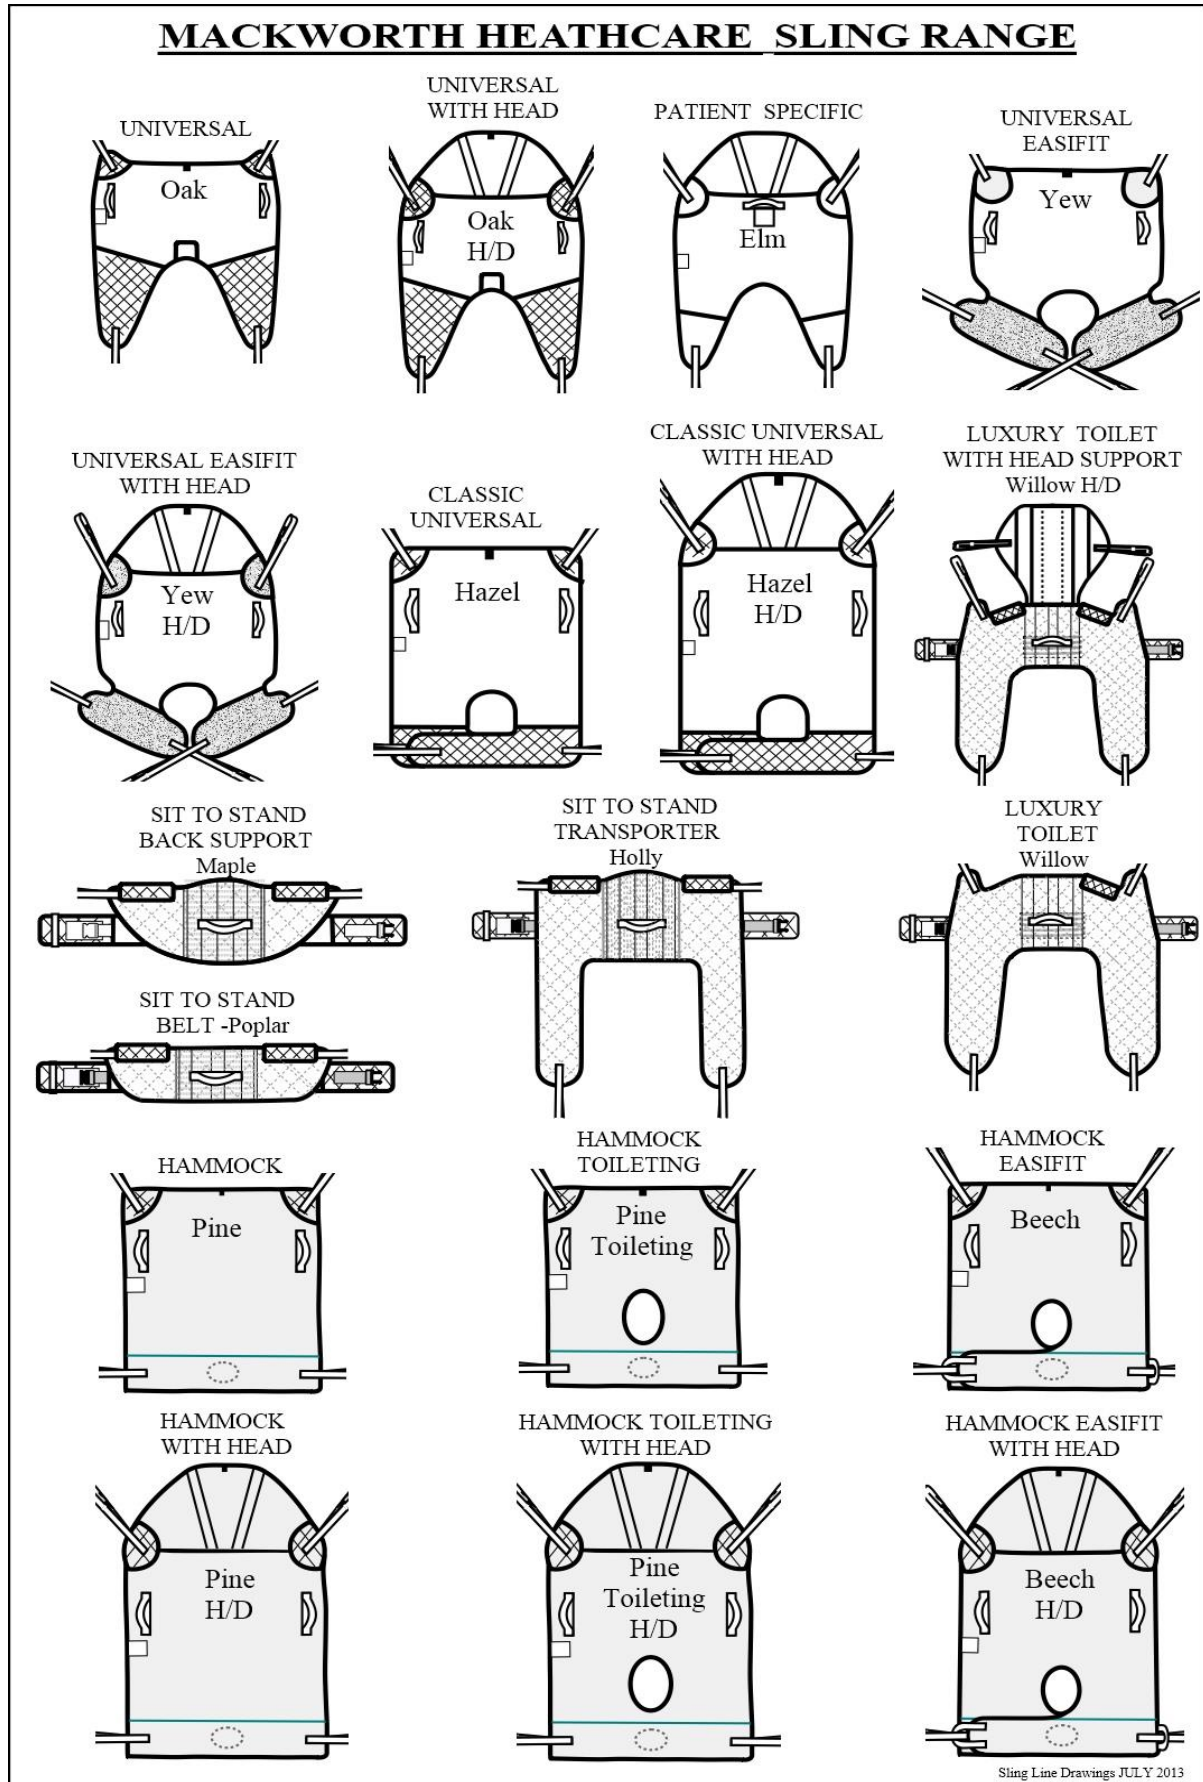 MACKWORTH HEATHCARE SLING RANGE
UNIVERSAL
Oak
UNIVERSAL
WITH HEAD
Oak
H/D
PATIENT SPECIFIC
Elm
UNIVERSAL
EASIFIT
Yew
UNIVERSAL EASIFIT
WITH HEAD
Yew
H/D
CLASSIC
UNIVERSAL
Hazel
CLASSIC UNIVERSAL
WITH HEAD
Hazel
H/D
LUXURY TOILET
WITH HEAD SUPPORT
Willow H/D
SIT TO STAND
BACK SUPPORT
Maple
SIT TO STAND
BELT -Poplar
SIT TO STAND
TRANSPORTER
Holly
LUXURY
TOILET
Willow
HAMMOCK
Pine
HAMMOCK
TOILETING
Pine
Toileting
HAMMOCK
EASIFIT
Beech
HAMMOCK
WITH HEAD
Pine
H/D
HAMMOCK TOILETING
WITH HEAD
Pine
Toileting
H/D
HAMMOCK EASIFIT
WITH HEAD
Beech
H/D
Sling Line Drawings JULY 2013